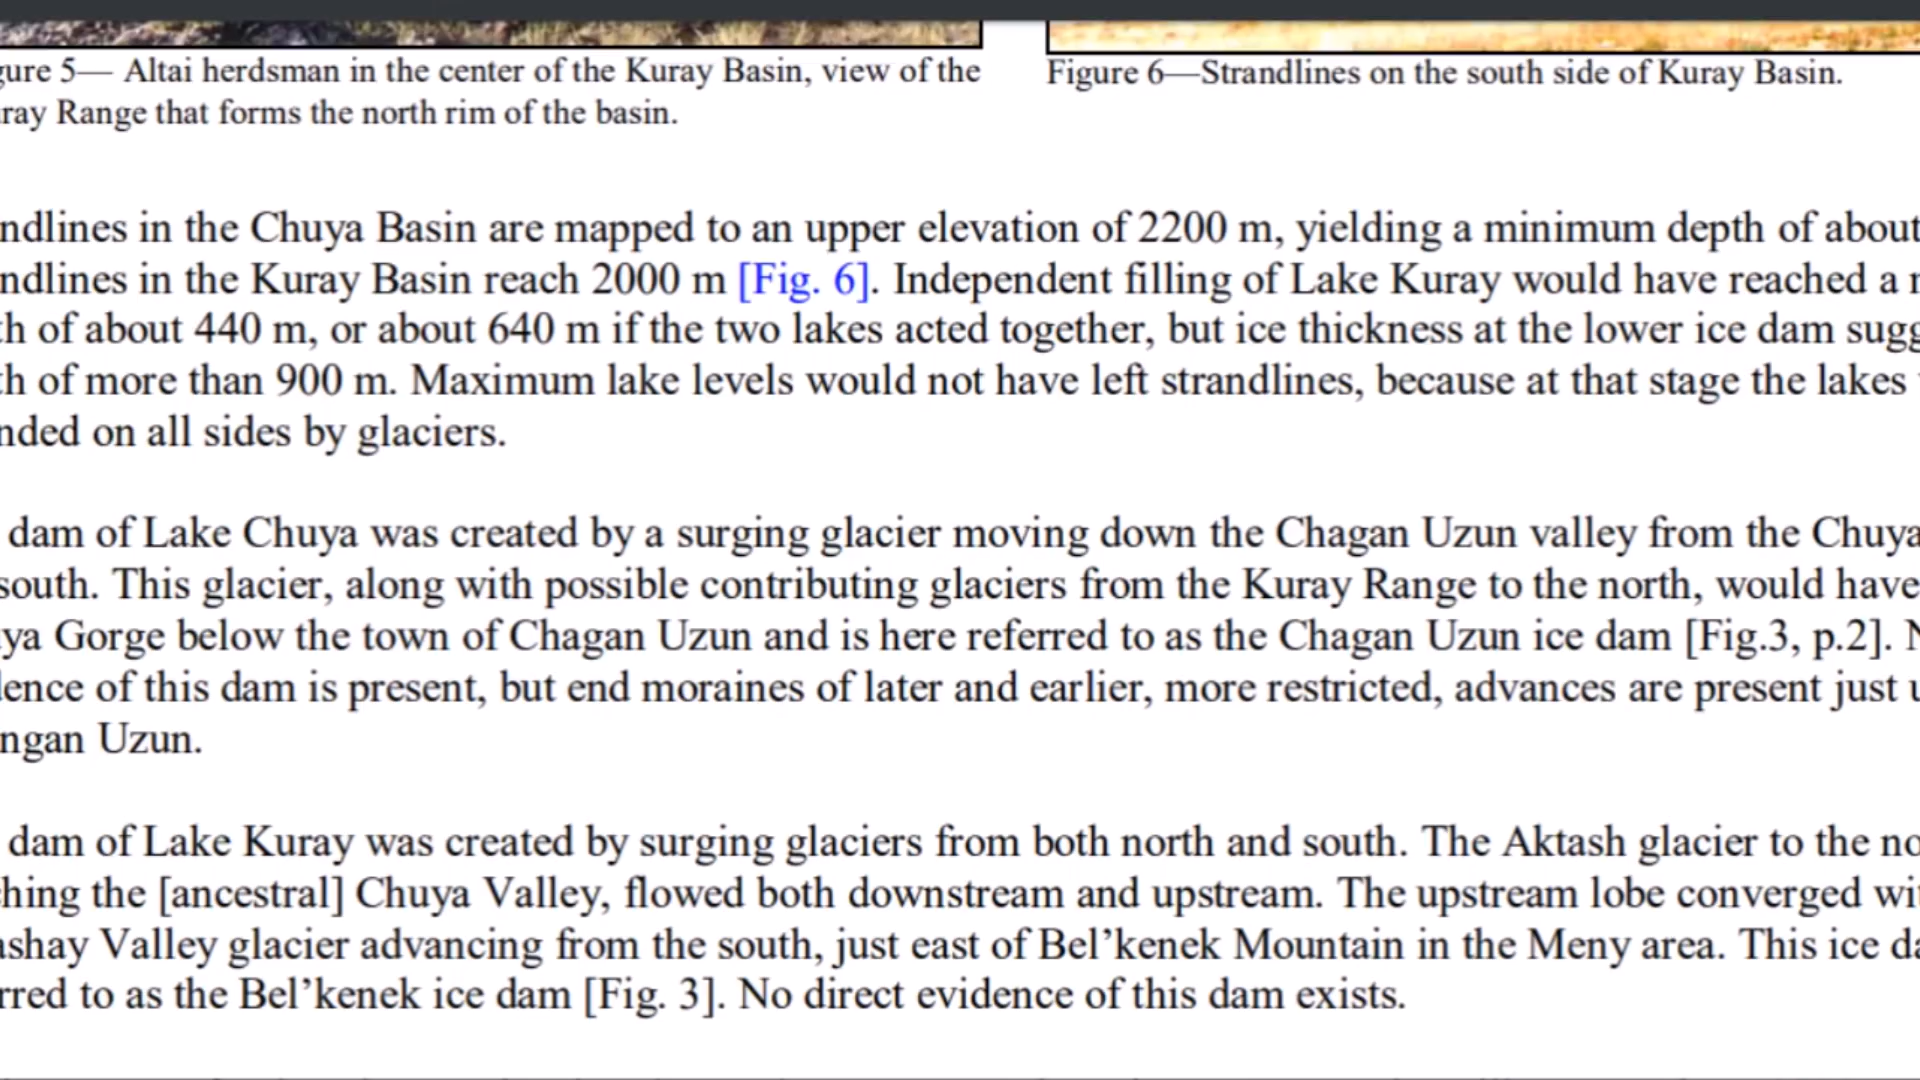 gure 5— Altai herdsman in the center of the Kuray Basin, view of the
ray Range that forms the north rim of the basin.
Figure 6—Strandlines on the south side of Kuray Basin.
ndlines in the Chuya Basin are mapped to an upper elevation of 2200 m, yielding a minimum depth of about
ndlines in the Kuray Basin reach 2000 m [Fig. 6]. Independent filling of Lake Kuray would have reached a
th of about 440 m, or about 640 m if the two lakes acted together, but ice thickness at the lower ice dam sugg
th of more than 900 m. Maximum lake levels would not have left strandlines, because at that stage the lakes
nded on all sides by glaciers.
dam of Lake Chuya was created by a surging glacier moving down the Chagan Uzun valley from the Chuya
south. This glacier, along with possible contributing glaciers from the Kuray Range to the north, would have
ya Gorge below the town of Chagan Uzun and is here referred to as the Chagan Uzun ice dam [Fig.3, p.2]. N
lence of this dam is present, but end moraines of later and earlier, more restricted, advances are present just u
ngan Uzun.
dam of Lake Kuray was created by surging glaciers from both north and south. The Aktash glacier to the no
hing the [ancestral] Chuya Valley, flowed both downstream and upstream. The upstream lobe converged wit
ashay Valley glacier advancing from the south, just east of Bel’kenek Mountain in the Meny area. This ice da
rred to as the Bel’kenek ice dam [Fig. 3]. No direct evidence of this dam exists.